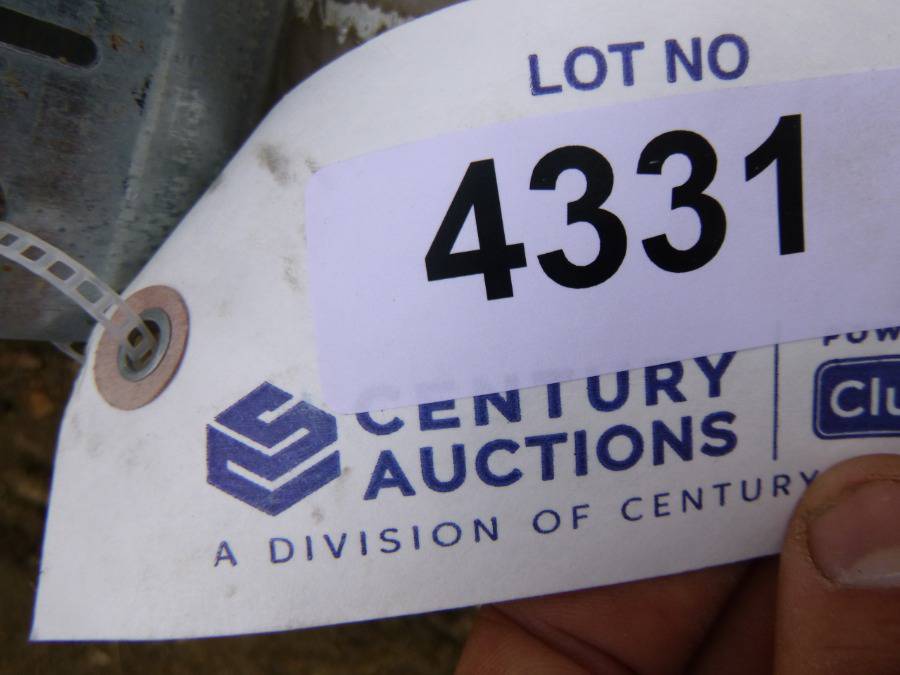 LOT NO
4331
CENTURY
AUCTIONS
A DIVISION OF CENTURY